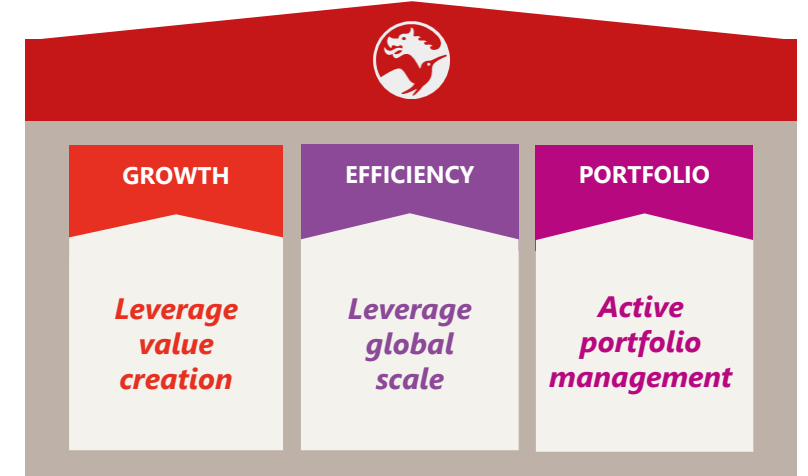 GROWTH
Leverage
value
creation
EFFICIENCY
Leverage
global
scale
PORTFOLIO
Active
portfolio
management